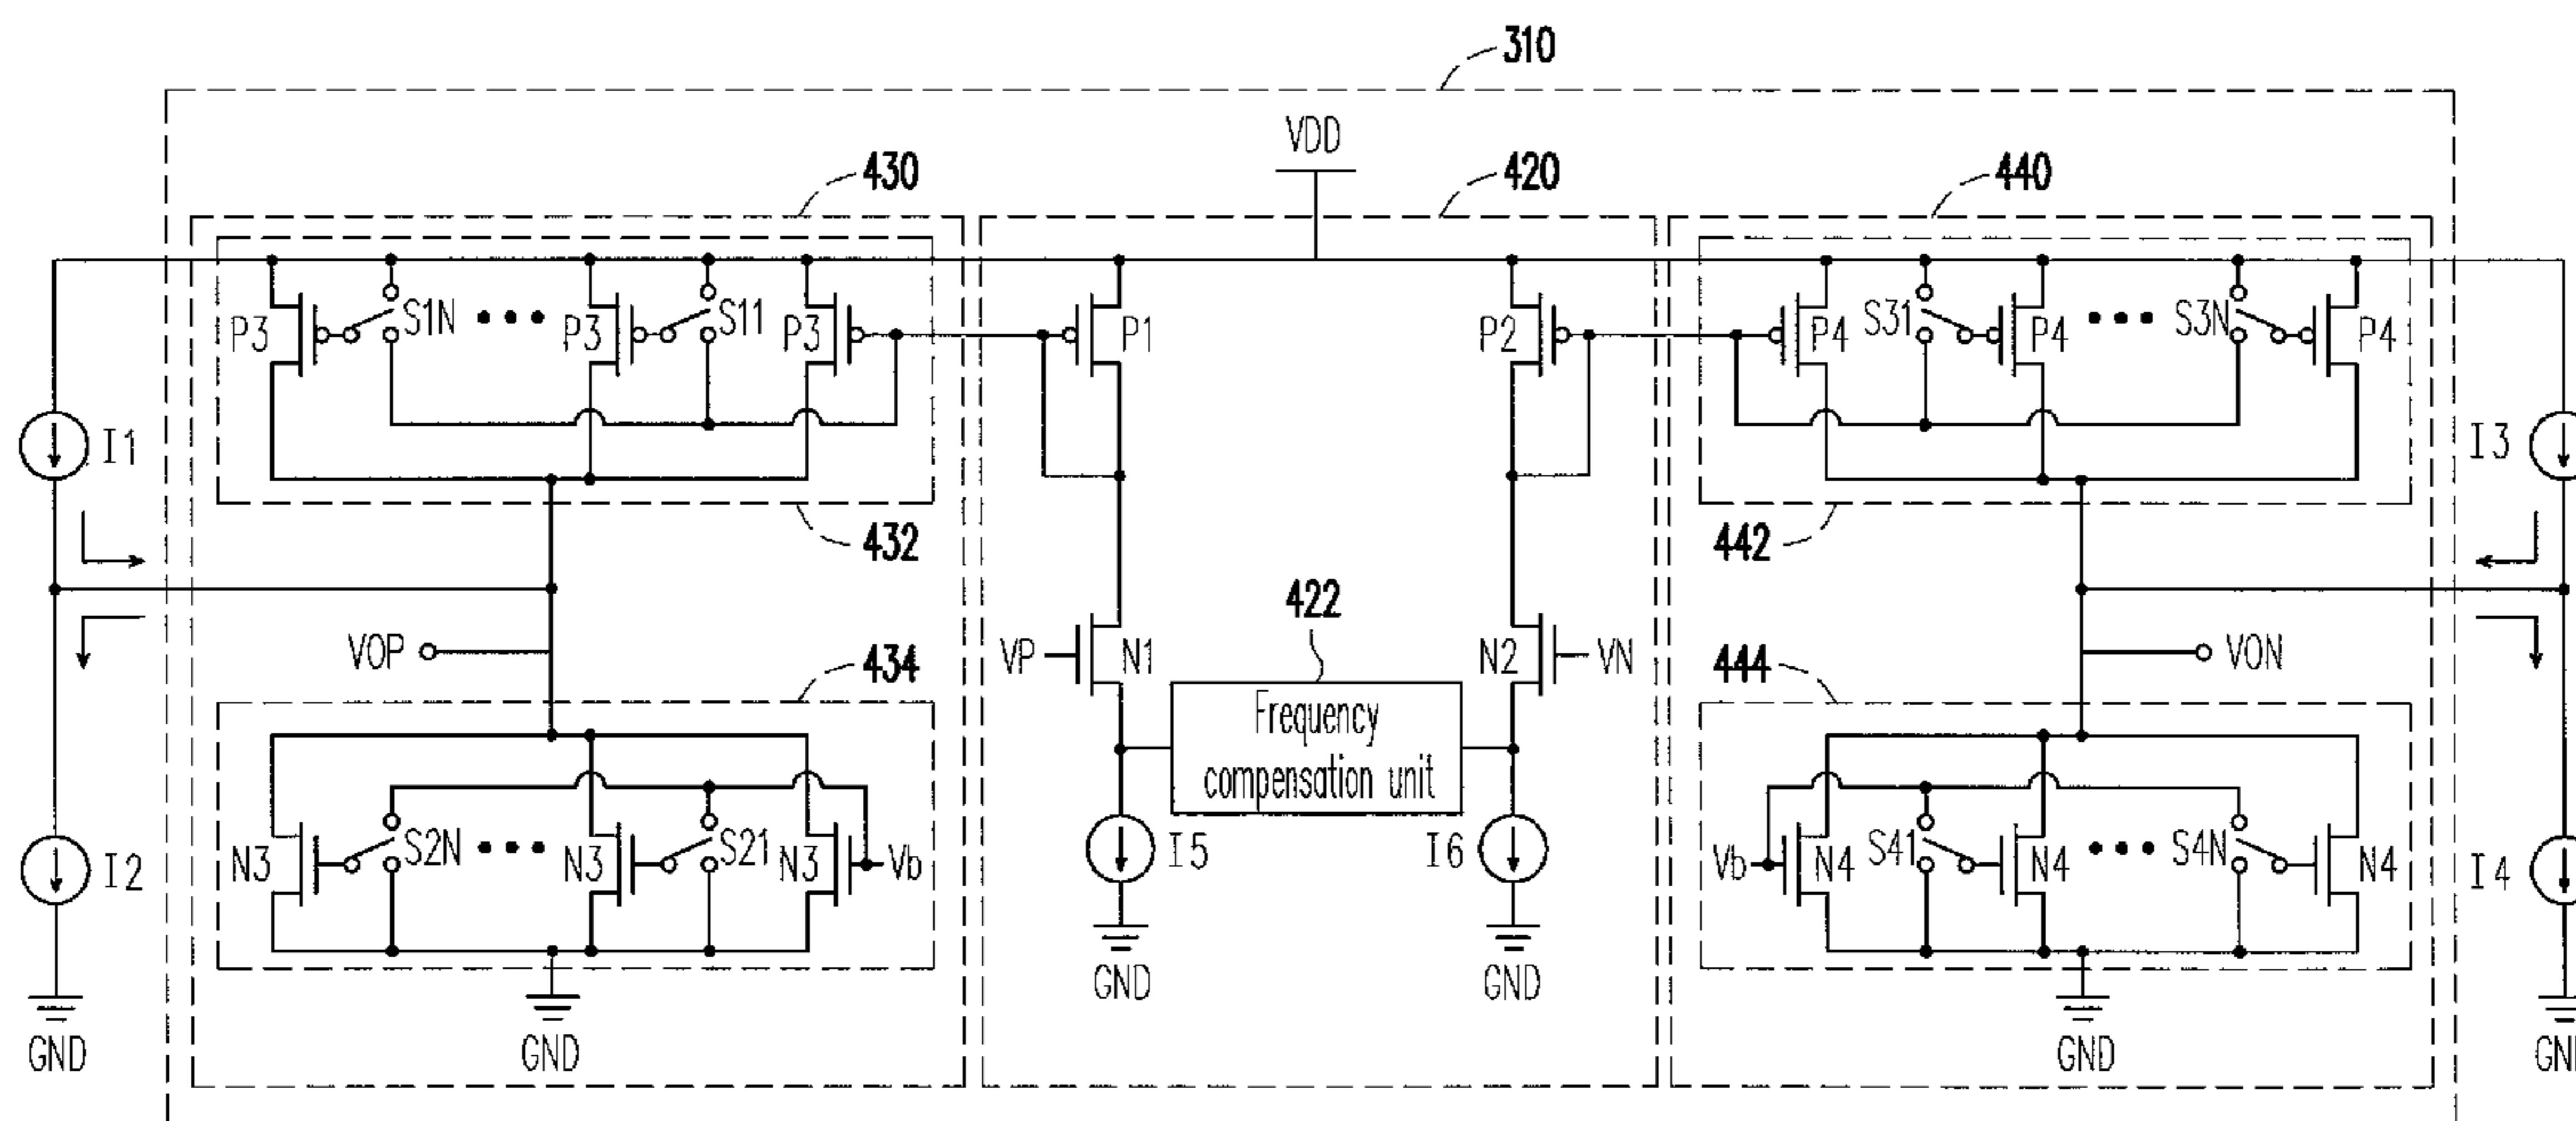 310
VDD
430
420
440
P3
S1N
P3
S11
P3
P1
P2
P4
S31
P4
S3N
P4
I1
I3
432
442
422
VOP
434
VP
N1
N2
VN
444
VON
Frequency
compensation unit
N3
S2N
N3
S21
N3
Vb
I2
I5
I6
Vb
N4
S41
N4
S4N
N4
I4
GND
GND
GND
GND
GND